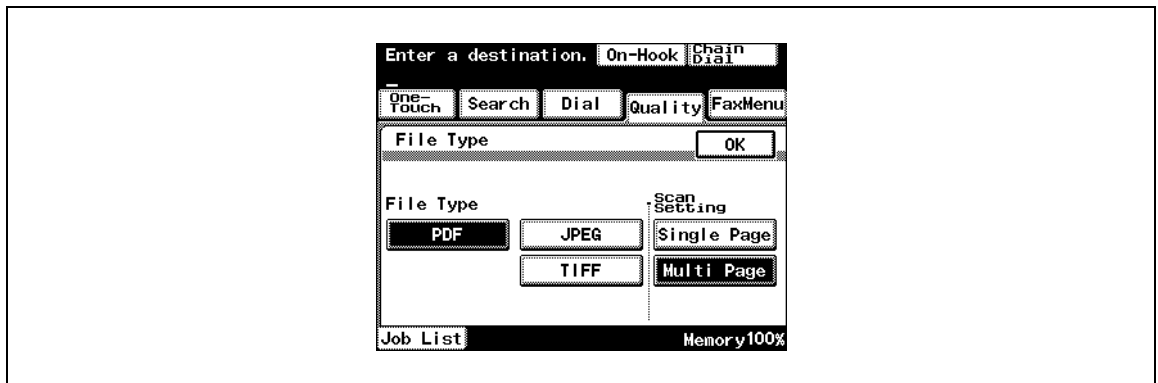 Enter a destination. On-Hook Chain Dial
One-Touch Search Dial Quality FaxMenu
File Type OK
File Type Scan Setting
PDF JPEG Single Page
TIFF Multi Page
Job List Memory100%